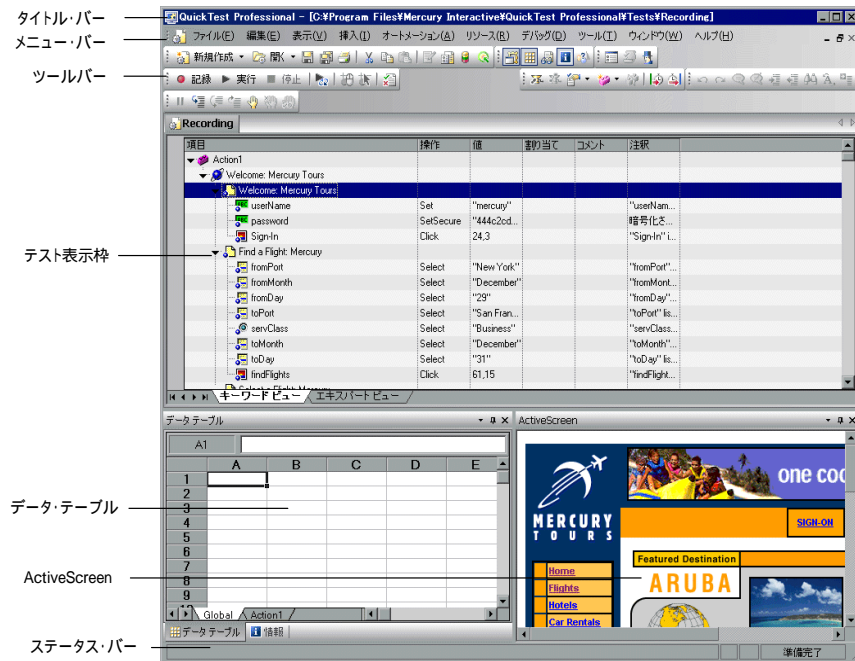 タイトル・バー
QuickTest Professional - [C:¥Program Files¥Mercury Interactive¥QuickTest Professional¥Tests¥Recording]
メニュー・バー
ファイル(F) 編集(E) 表示(V) 挿入(I) オートメーション(A) リソース(R) デバッグ(D) ツール(T) ウィンドウ(W) ヘルプ(H)
新規作成 開く
ツールバー
記録 実行 停止
Recording
項目 操作 値 割り当て コメント 注釈
Action1
Welcome: Mercury Tours
Welcome: Mercury Tours
userName Set "mercury" "userNam...
password SetSecure "444c2cd... 暗号化さ...
Sign-In Click 24,3 "Sign-In" i...
テスト表示枠
Find a Flight: Mercury
fromPort Select "New York" "fromPort"...
fromMonth Select "December" "fromMont...
fromDay Select "29" "fromDay"...
toPort Select "San Fran... "toPort" lis...
servClass Select "Business" "servClass...
toMonth Select "December" "toMonth"...
toDay Select "31" "toDay" lis...
findFlights Click 61,15 "findFlight...
キーワード ビュー エキスパート ビュー
データ テーブル
ActiveScreen
A1
A B C D E
1
2
3
4
5
6
7
8
9
データ・テーブル
ActiveScreen
Global Action1
データ テーブル 情報
MERCURY
TOURS
one coo
SIGN-ON
Featured Destination
ARUBA
Home
Flights
Hotels
Car Rentals
ステータス・バー
準備完了